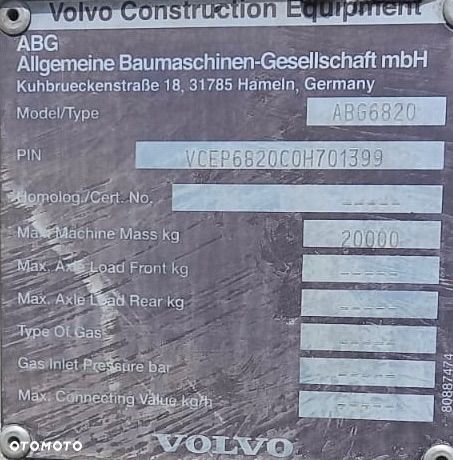 Volvo Construction Equipment
ABG
Allgemeine Baumaschinen-Gesellschaft mbH
Kuhbrueckenstraße 18, 31785 Hameln, Germany
Model/Type ABG6820
PIN VCEP6820C0H701399
Homolog./Cert. No. -----
Max. Machine Mass kg 20000
Max. Axle Load Front kg -----
Max. Axle Load Rear kg -----
Type Of Gas -----
Gas Inlet Pressure bar -----
Max. Connecting Value kg/h -----
80887474
VOLVO
OTOMOTO